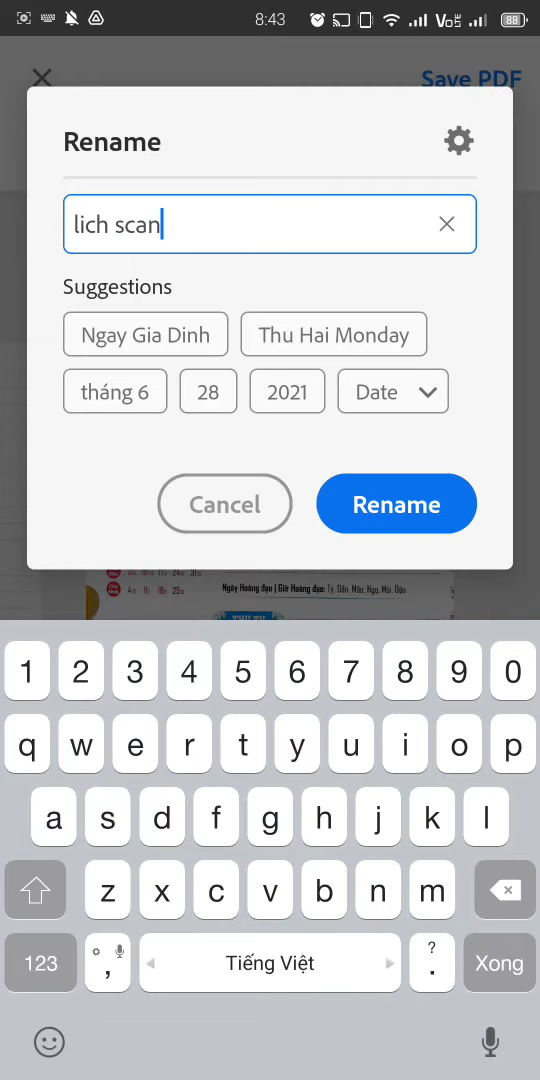 8:43
88
Save PDF
Rename
lich scan
Suggestions
Ngay Gia Dinh
Thu Hai Monday
tháng 6
28
2021
Date
Cancel
Rename
Ngày Hoàng đạo | Giờ Hoàng đạo: Tý, Dần, Mão, Ngọ, Mùi, Dậu
THỨ TƯ
1 2 3 4 5 6 7 8 9 0
q w e r t y u i o p
a s d f g h j k l
z x c v b n m
123
,
Tiếng Việt
? .
Xong